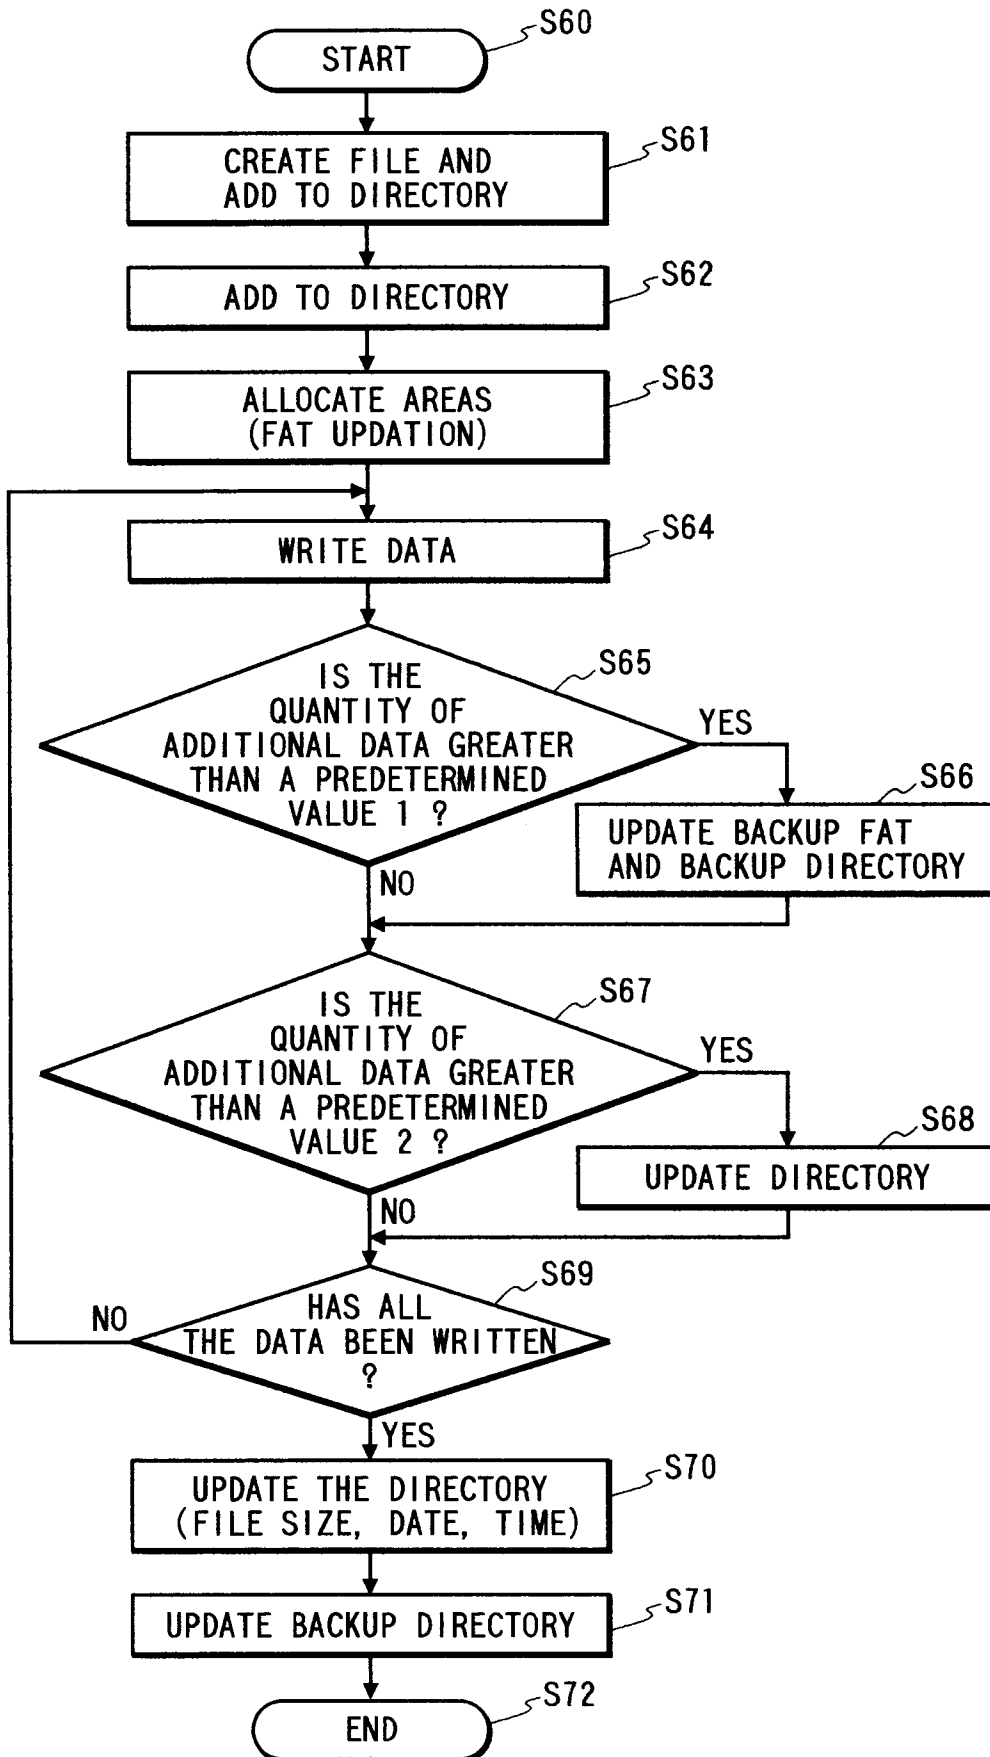 S60
START
S61
CREATE FILE AND
ADD TO DIRECTORY
S62
ADD TO DIRECTORY
S63
ALLOCATE AREAS
(FAT UPDATION)
S64
WRITE DATA
S65
IS THE
QUANTITY OF
ADDITIONAL DATA GREATER
THAN A PREDETERMINED
VALUE 1 ?
YES
S66
UPDATE BACKUP FAT
AND BACKUP DIRECTORY
NO
S67
IS THE
QUANTITY OF
ADDITIONAL DATA GREATER
THAN A PREDETERMINED
VALUE 2 ?
YES
S68
UPDATE DIRECTORY
NO
S69
HAS ALL
THE DATA BEEN WRITTEN
?
NO
YES
S70
UPDATE THE DIRECTORY
(FILE SIZE, DATE, TIME)
S71
UPDATE BACKUP DIRECTORY
S72
END